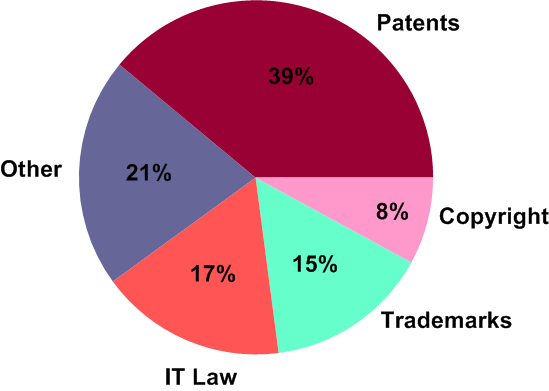 Patents
39%
Other
21%
8%
Copyright
15%
17%
Trademarks
IT Law